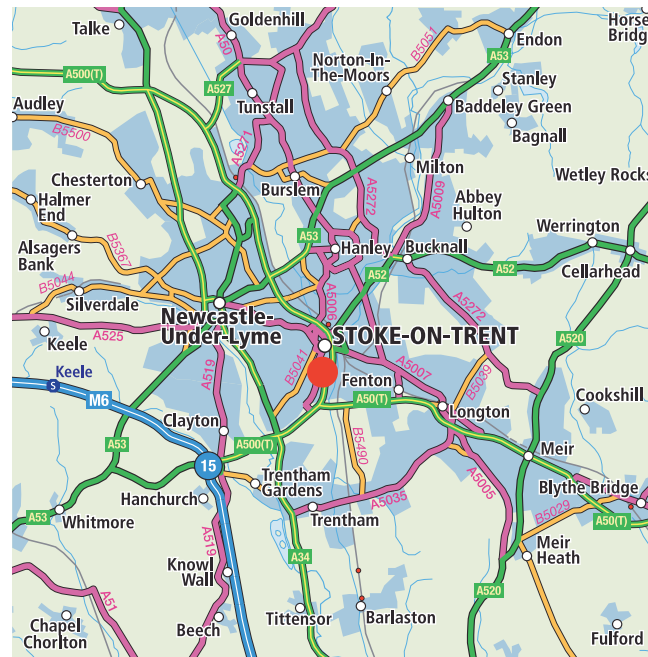 Talke
Goldenhill
A50
Norton-In-
The-Moors
B5051
Endon
A53
Horse
Bridg
A500(T)
A527
Tunstall
Stanley
Baddeley Green
Bagnall
Audley
B5500
A5271
Milton
Wetley Rocks
Chesterton
Burslem
A5272
A5009
Abbey
Hulton
Halmer
End
Werrington
Alsagers
Bank
B5367
A53
Hanley
Bucknall
A52
A52
Cellarhead
B5044
Silverdale
A5006
A5272
Newcastle-
Under-Lyme
STOKE-ON-TRENT
A520
Keele
A525
A519
B5041
A5007
B5039
Keele
S
M6
Fenton
A50(T)
Longton
Cookshill
Clayton
A53
A500(T)
B5490
Meir
15
Trentham
Gardens
Hanchurch
A5035
A5005
Blythe Bridge
B5029
A53
Whitmore
A519
Trentham
A50(T)
A34
Meir
Heath
Knowl
Wall
A51
A520
Chapel
Chorlton
Beech
Tittensor
Barlaston
Fulford